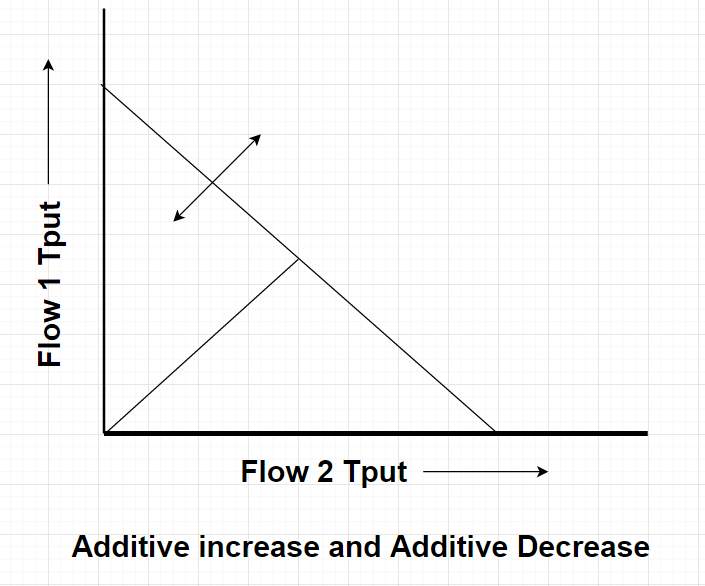 Flow 1 Tput
Flow 2 Tput
Additive increase and Additive Decrease